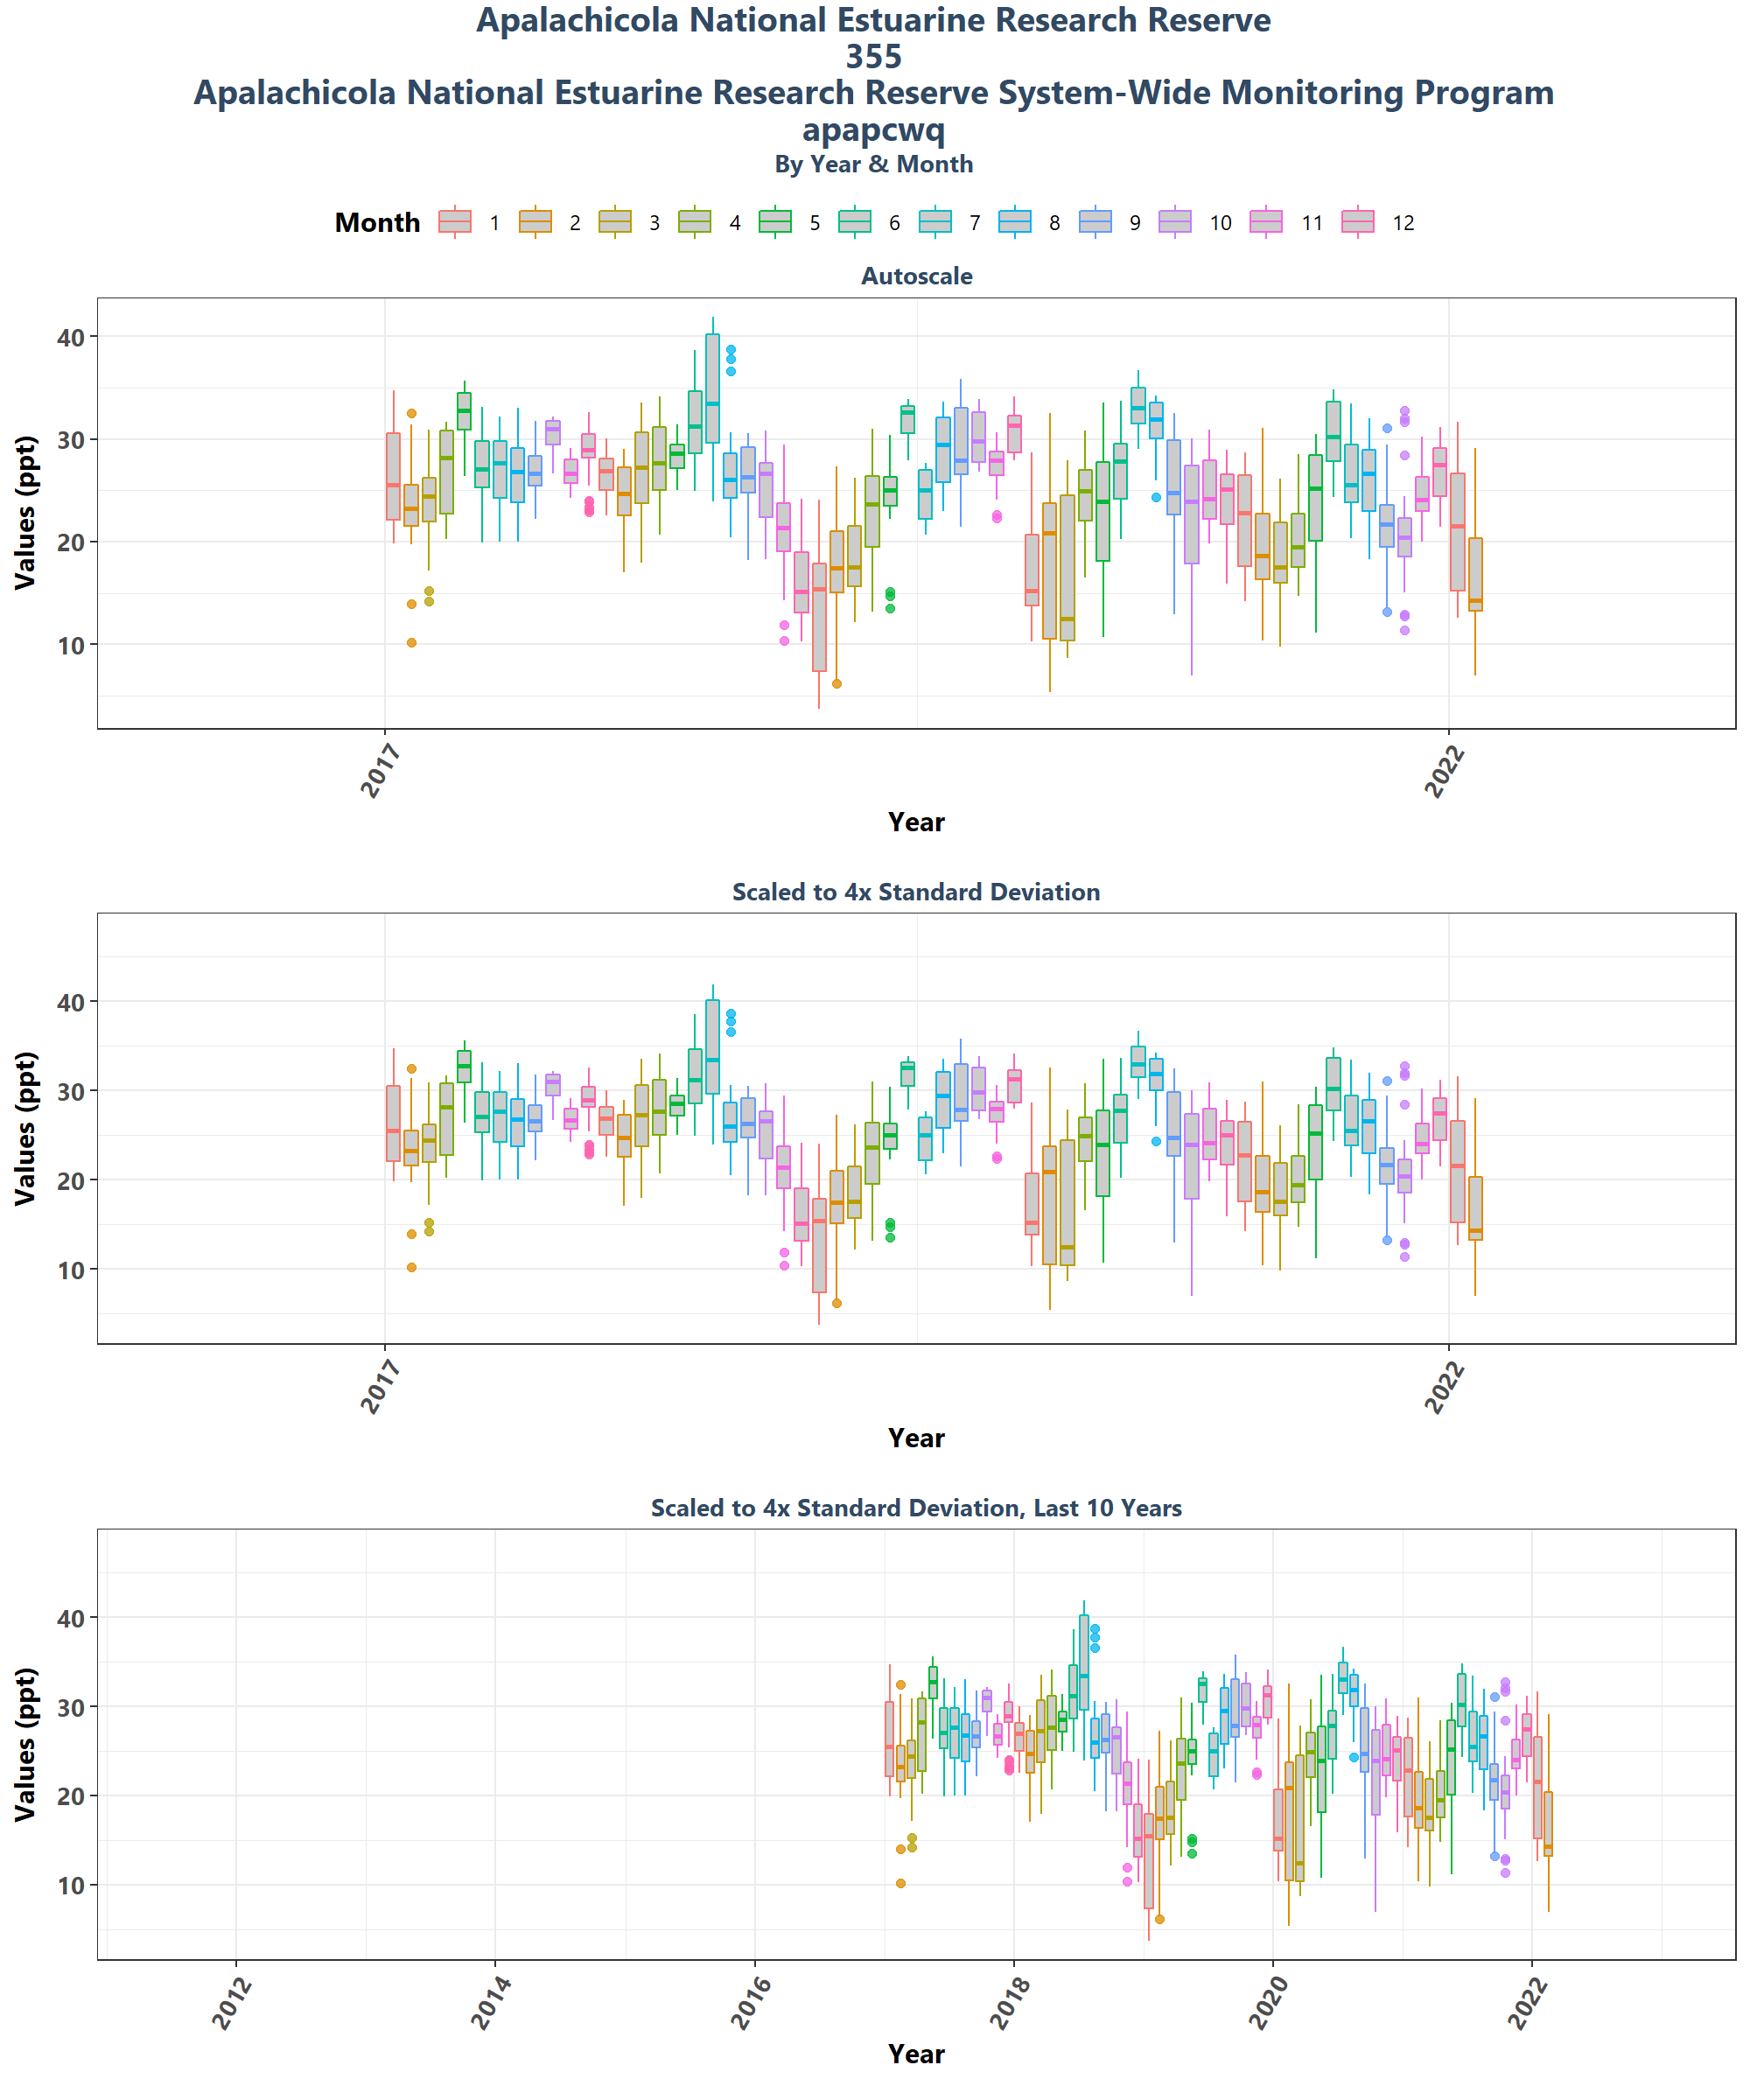 Apalachicola National Estuarine Research Reserve
355
Apalachicola National Estuarine Research Reserve System-Wide Monitoring Program
apapcwq
By Year & Month
Month 1 2 3 4 5 6 7 8 9 10 11 12
Autoscale
Values (ppt)
40
30
20
10
2017 2022
Year
Scaled to 4x Standard Deviation
Values (ppt)
40
30
20
10
2017 2022
Year
Scaled to 4x Standard Deviation, Last 10 Years
Values (ppt)
40
30
20
10
2012 2014 2016 2018 2020 2022
Year